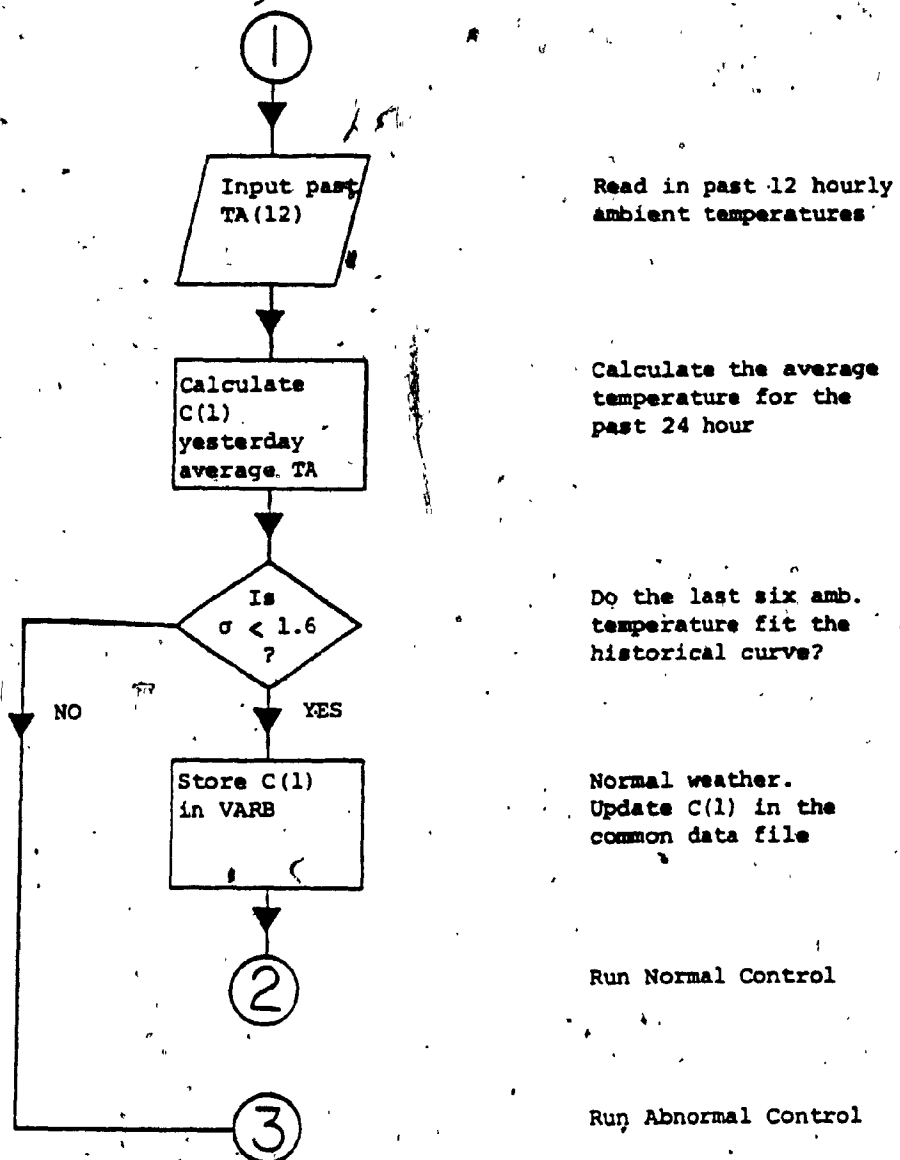 1
Input past
TA(12)
Read in past 12 hourly
ambient temperatures
Calculate
C(1)
yesterday
average TA
Calculate the average
temperature for the
past 24 hour
Is
σ < 1.6
?
Do the last six amb.
temperature fit the
historical curve?
NO
YES
Store C(1)
in VARB
Normal weather.
Update C(1) in the
common data file
2
Run Normal Control
3
Run Abnormal Control